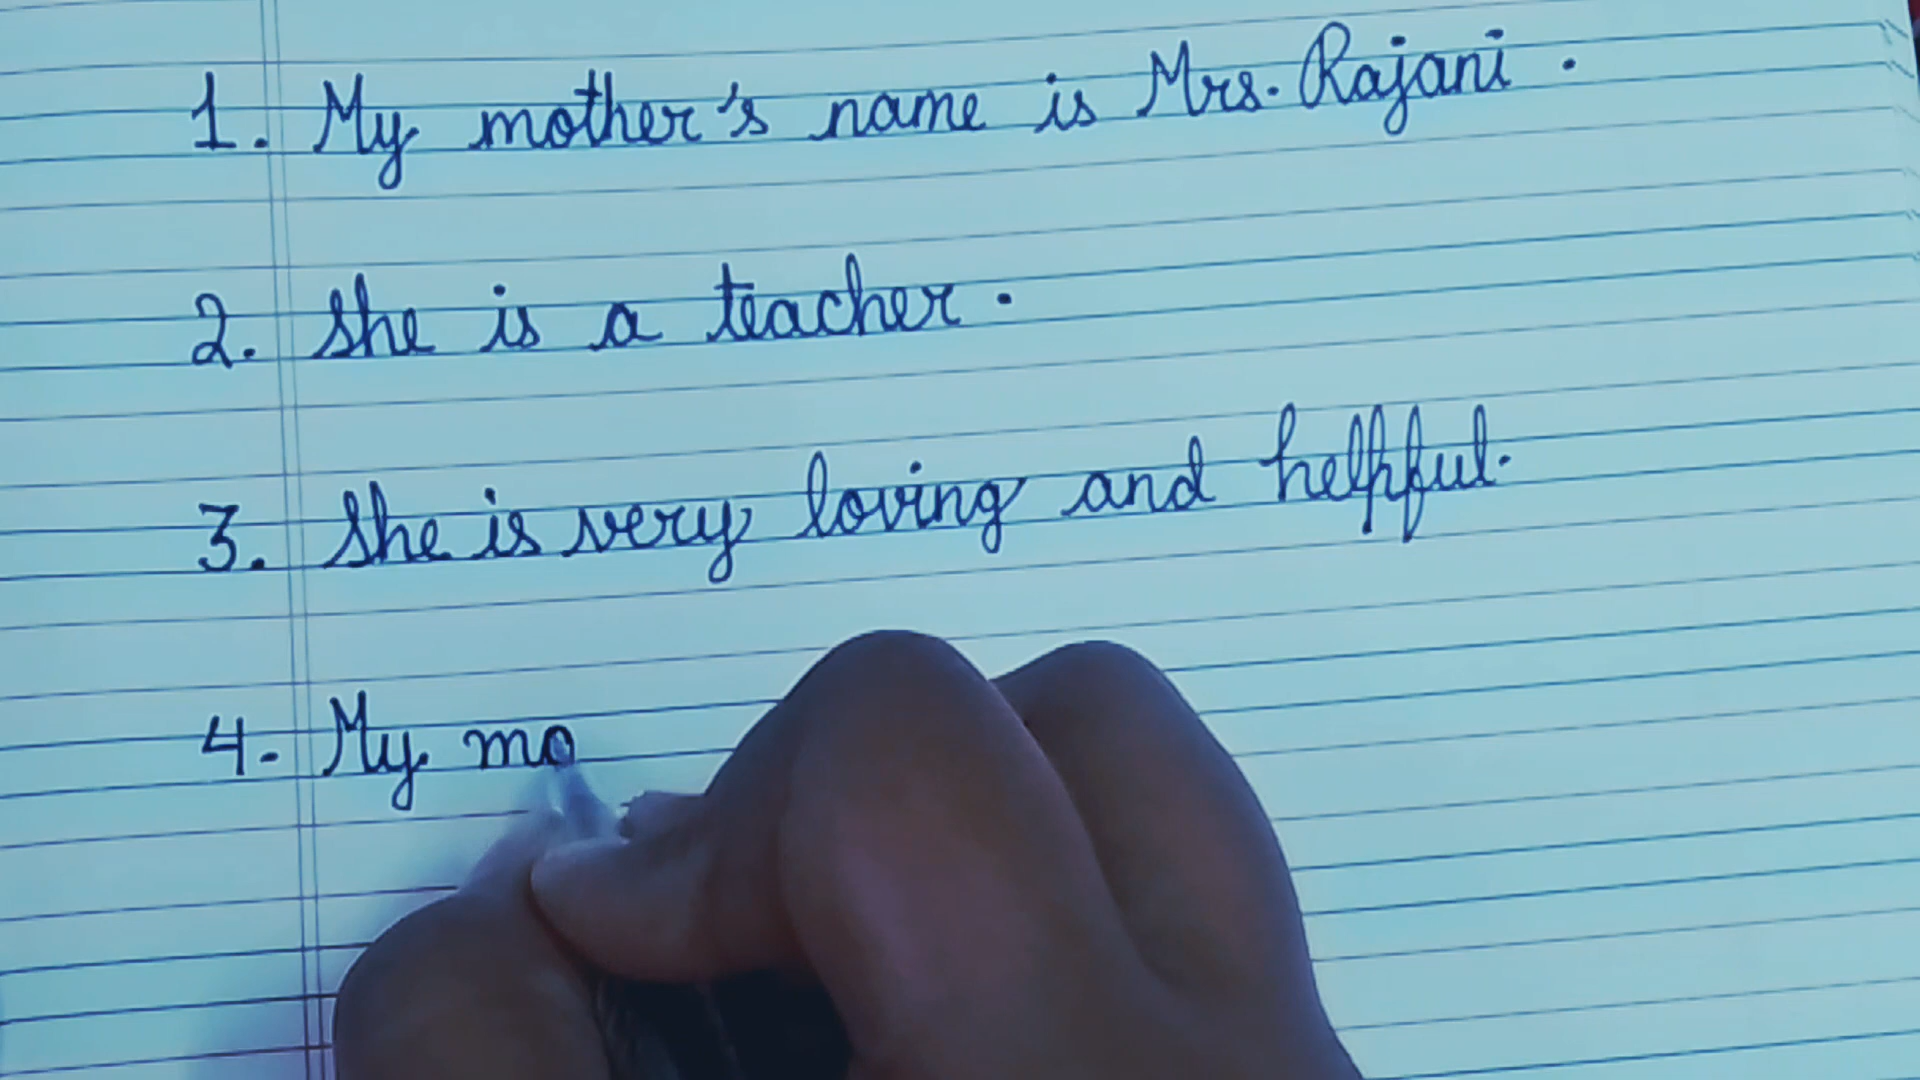 1. My mother's name is Mrs. Rajani.
2. She is a teacher.
3. She is very loving and helpful.
4. My mo